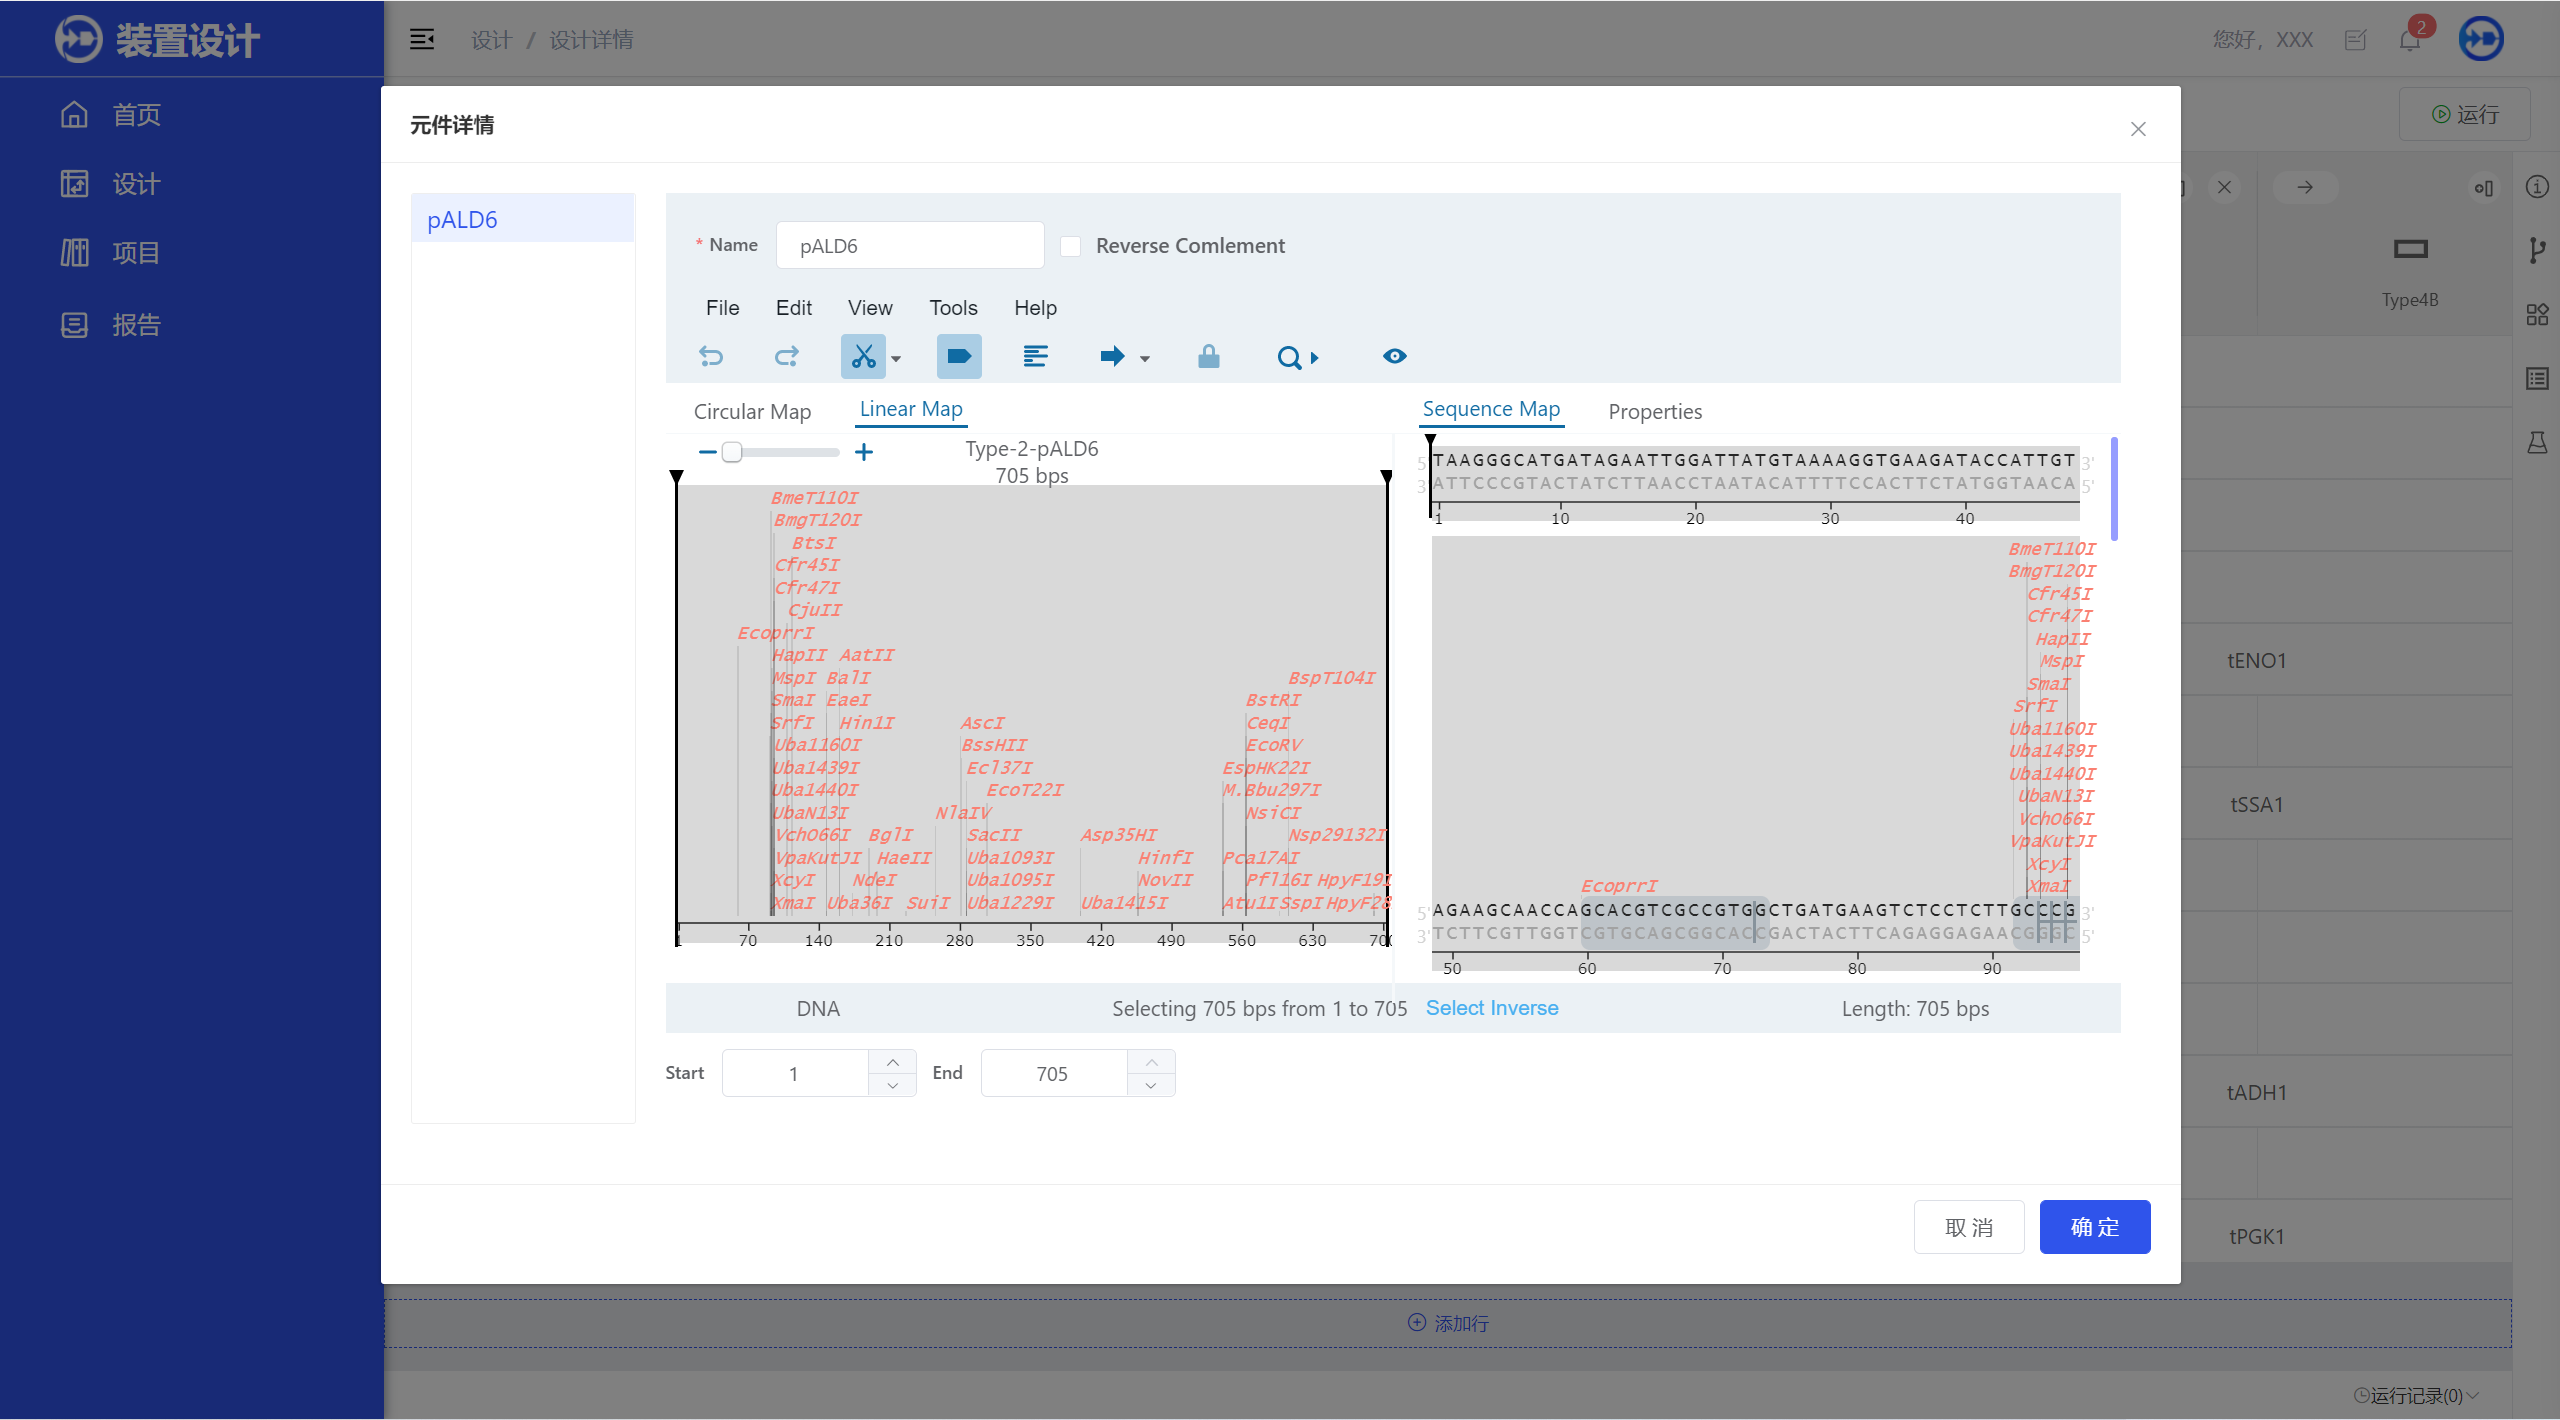 装置设计
首页
设计
项目
报告
设计 / 设计详情
您好，XXX
2
运行
元件详情
pALD6
* Name
pALD6
Reverse Comlement
File Edit View Tools Help
Circular Map
Linear Map
Type-2-pALD6
705 bps
BmeT110I
BmgT120I
BtsI
Cfr45I
Cfr47I
CjuII
EcoprrI
HapII AatII
MspI BalI BspT104I
SmaI EaeI BstRI
SrfI Hin1I AscI CeqI
Uba1160I BssHII EcoRV
Uba1439I Ecl37I EspHK22I
Uba1440I EcoT22I M.Bbu297I
UbaN13I NlaIV NsiCI
VchO66I BglI SacII Asp35HI Nsp29132I
VpaKutJI HaeII Uba1093I HinfI Pca17AI
XcyI NdeI Uba1095I NovII Pfl16I HpyF19I
XmaI Uba36I SuiI Uba1229I Uba1415I Atu1I SspI HpyF28
1 70 140 210 280 350 420 490 560 630 700
Sequence Map
Properties
5' TAAGGGCATGATAGAATTGGATTATGTAAAAGGTGAAGATACCATTGT 3'
3' ATTCCCGTACTATCTTAACCTAATACATTTTCCACTTCTATGGTAACA 5'
1 10 20 30 40
BmeT110I
BmgT120I
Cfr45I
Cfr47I
HapII
MspI
SmaI
SrfI
Uba1160I
Uba1439I
Uba1440I
UbaN13I
VchO66I
VpaKutJI
XcyI
EcoprrI XmaI
5' AGAAGCAACCAGCACGTCGCCGTGGCTGATGAAGTCTCCTCTTGCCCG 3'
3' TCTTCGTTGGTCGTGCAGCGGCACCGACTACTTCAGAGGAGAACGGGC 5'
50 60 70 80 90
DNA
Selecting 705 bps from 1 to 705
Select Inverse
Length: 705 bps
Start 1 End 705
取 消
确 定
Type4B
tENO1
tSSA1
tADH1
tPGK1
添加行
运行记录(0)